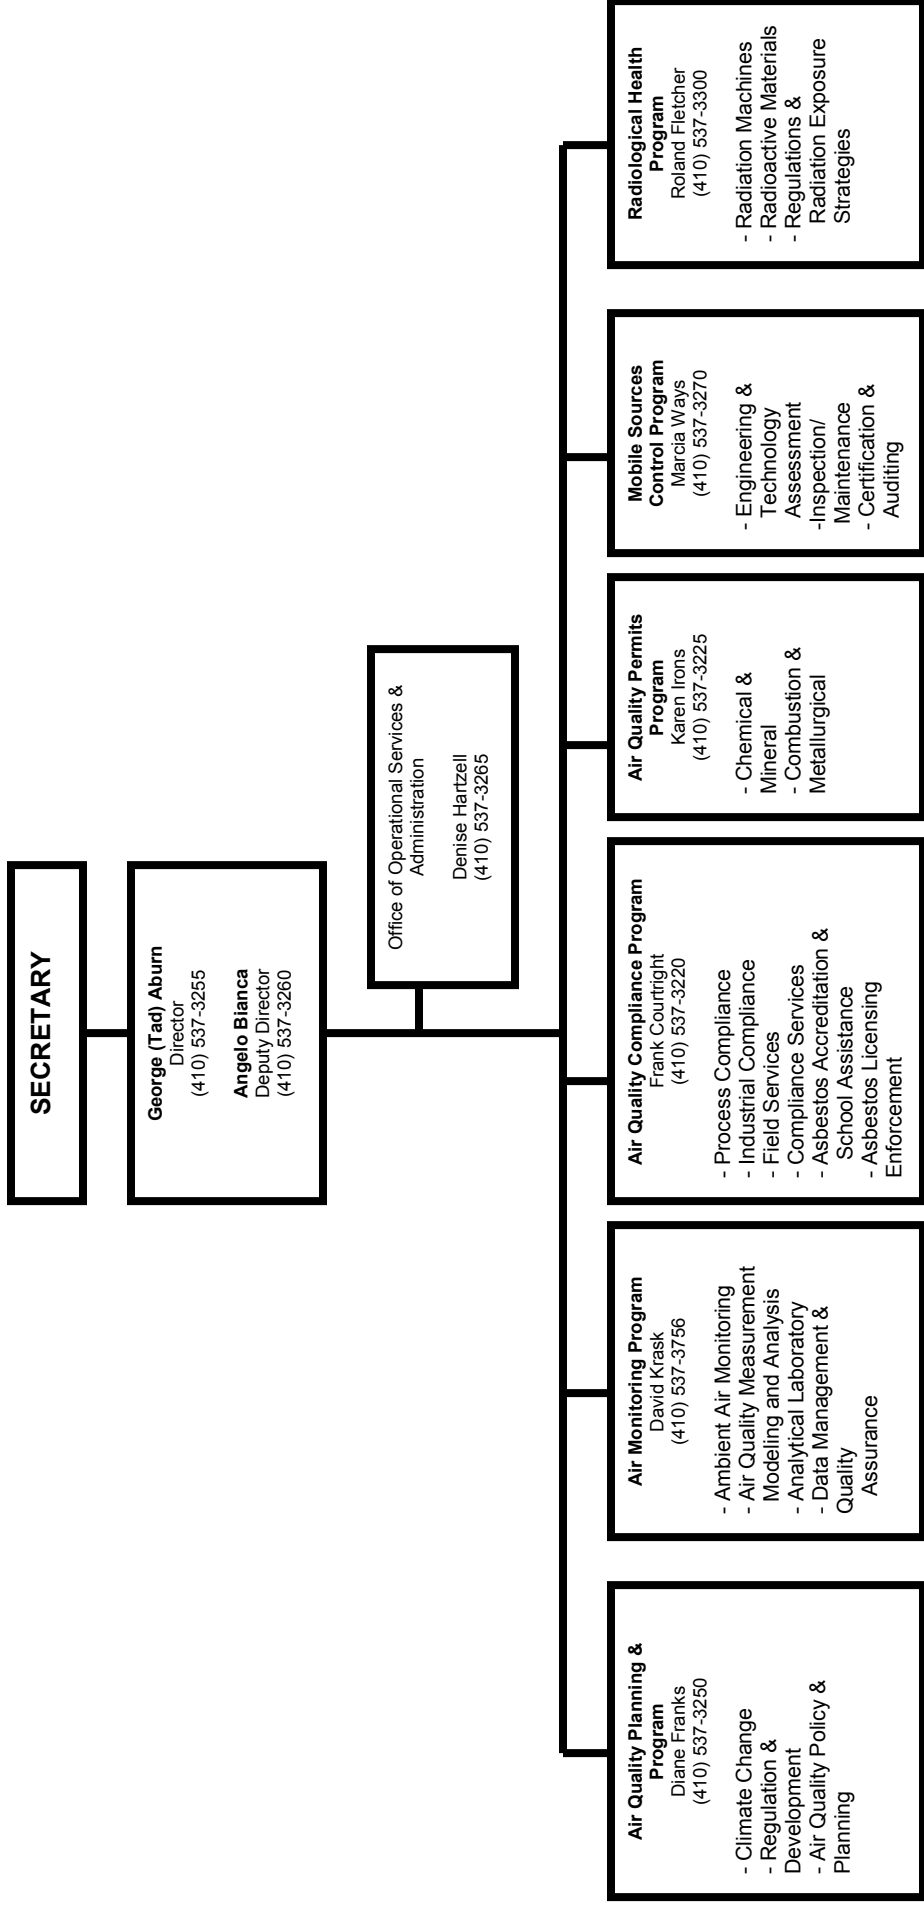 SECRETARY
George (Tad) Aburn
Director
(410) 537-3255
Angelo Bianca
Deputy Director
(410) 537-3260
Office of Operational Services &
Administration
Denise Hartzell
(410) 537-3265
Air Quality Planning &
Program
Diane Franks
(410) 537-3250
- Climate Change
- Regulation &
Development
- Air Quality Policy &
Planning
Air Monitoring Program
David Krask
(410) 537-3756
- Ambient Air Monitoring
- Air Quality Measurement
Modeling and Analysis
- Analytical Laboratory
- Data Management &
Quality
Assurance
Air Quality Compliance Program
Frank Courtright
(410) 537-3220
- Process Compliance
- Industrial Compliance
- Field Services
- Compliance Services
- Asbestos Accreditation &
School Assistance
- Asbestos Licensing
Enforcement
Air Quality Permits
Program
Karen Irons
(410) 537-3225
- Chemical &
Mineral
- Combustion &
Metallurgical
Mobile Sources
Control Program
Marcia Ways
(410) 537-3270
- Engineering &
Technology
Assessment
-Inspection/
Maintenance
- Certification &
Auditing
Radiological Health
Program
Roland Fletcher
(410) 537-3300
- Radiation Machines
- Radioactive Materials
- Regulations &
Radiation Exposure
Strategies